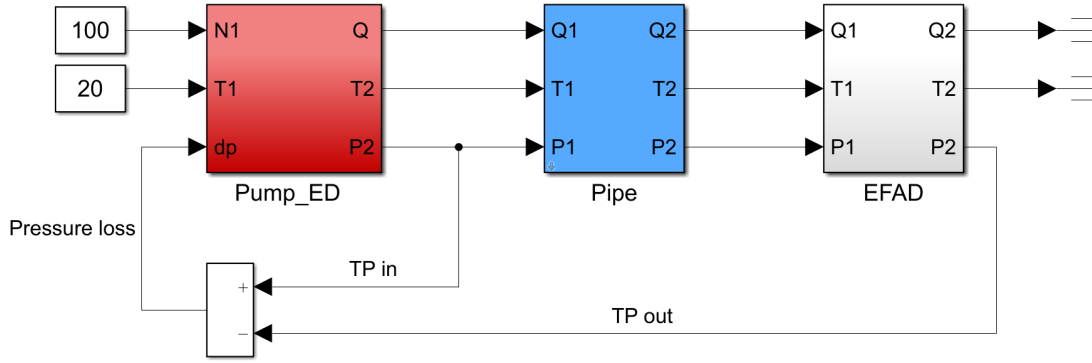 100 N1 Q Q1 Q2 Q1 Q2
20 T1 T2 T1 T2 T1 T2
dp P2 P1 P2 P1 P2
Pump_ED Pipe EFAD
Pressure loss
TP in
+
TP out
−